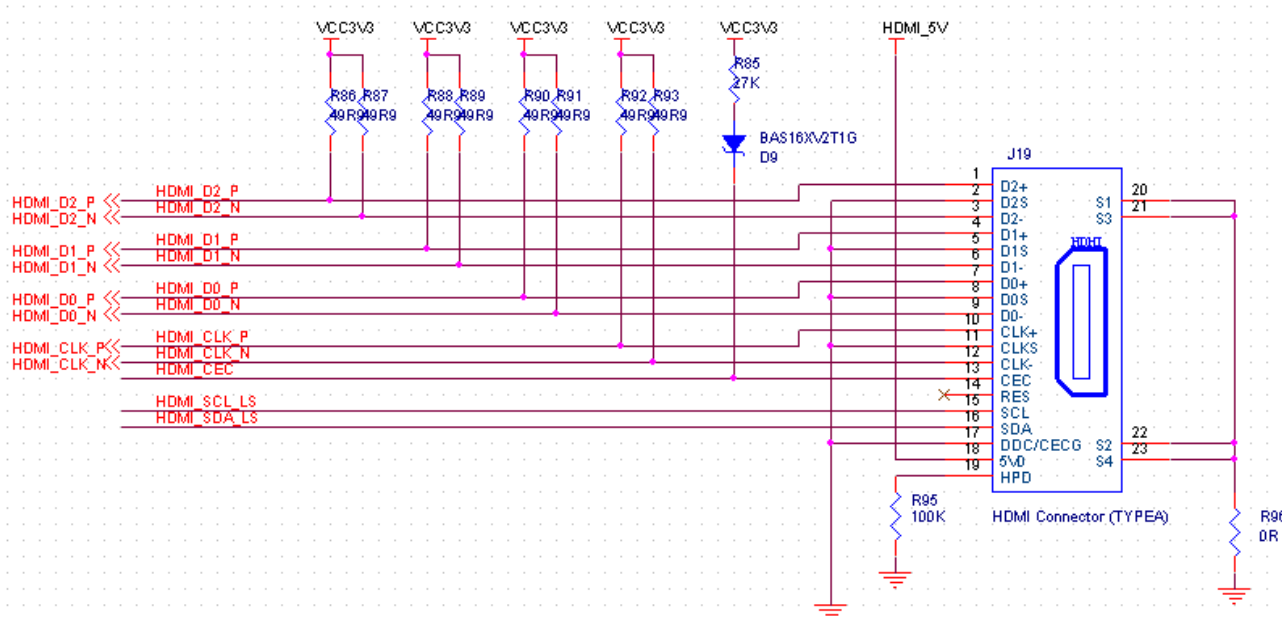 VCC3V3 VCC3V3 VCC3V3 VCC3V3 VCC3V3 HDMI_5V
R85
27K
R86 R87 R88 R89 R90 R91 R92 R93
49R9 49R9 49R9 49R9 49R9 49R9 49R9 49R9
BAS16XV2T1G
D9
J19
HDMI_D2_P HDMI_D2_P
HDMI_D2_N HDMI_D2_N
HDMI_D1_P HDMI_D1_P
HDMI_D1_N HDMI_D1_N
HDMI_D0_P HDMI_D0_P
HDMI_D0_N HDMI_D0_N
HDMI_CLK_P HDMI_CLK_P
HDMI_CLK_N HDMI_CLK_N
HDMI_CEC
HDMI_SCL_LS
HDMI_SDA_LS
1 D2+
2 D2S
3 D2-
4 D1+
5 D1S
6 D1-
7 D0+
8 D0S
9 D0-
10 CLK+
11 CLKS
12 CLK-
13 CEC
14 RES
15 SCL
16 SDA
17 DDC/CECG
18 5V0
19 HPD
S1 20
S3 21
HDMI
S2 22
S4 23
R95
100K
HDMI Connector (TYPEA)
R96
0R